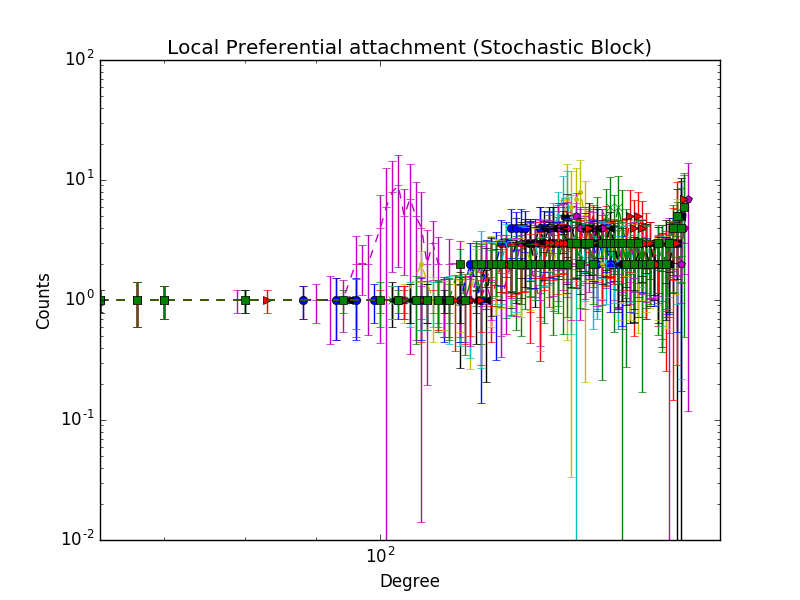 Local Preferential attachment (Stochastic Block)
10^2
10^1
10^0
10^-1
10^-2
Counts
10^2
Degree